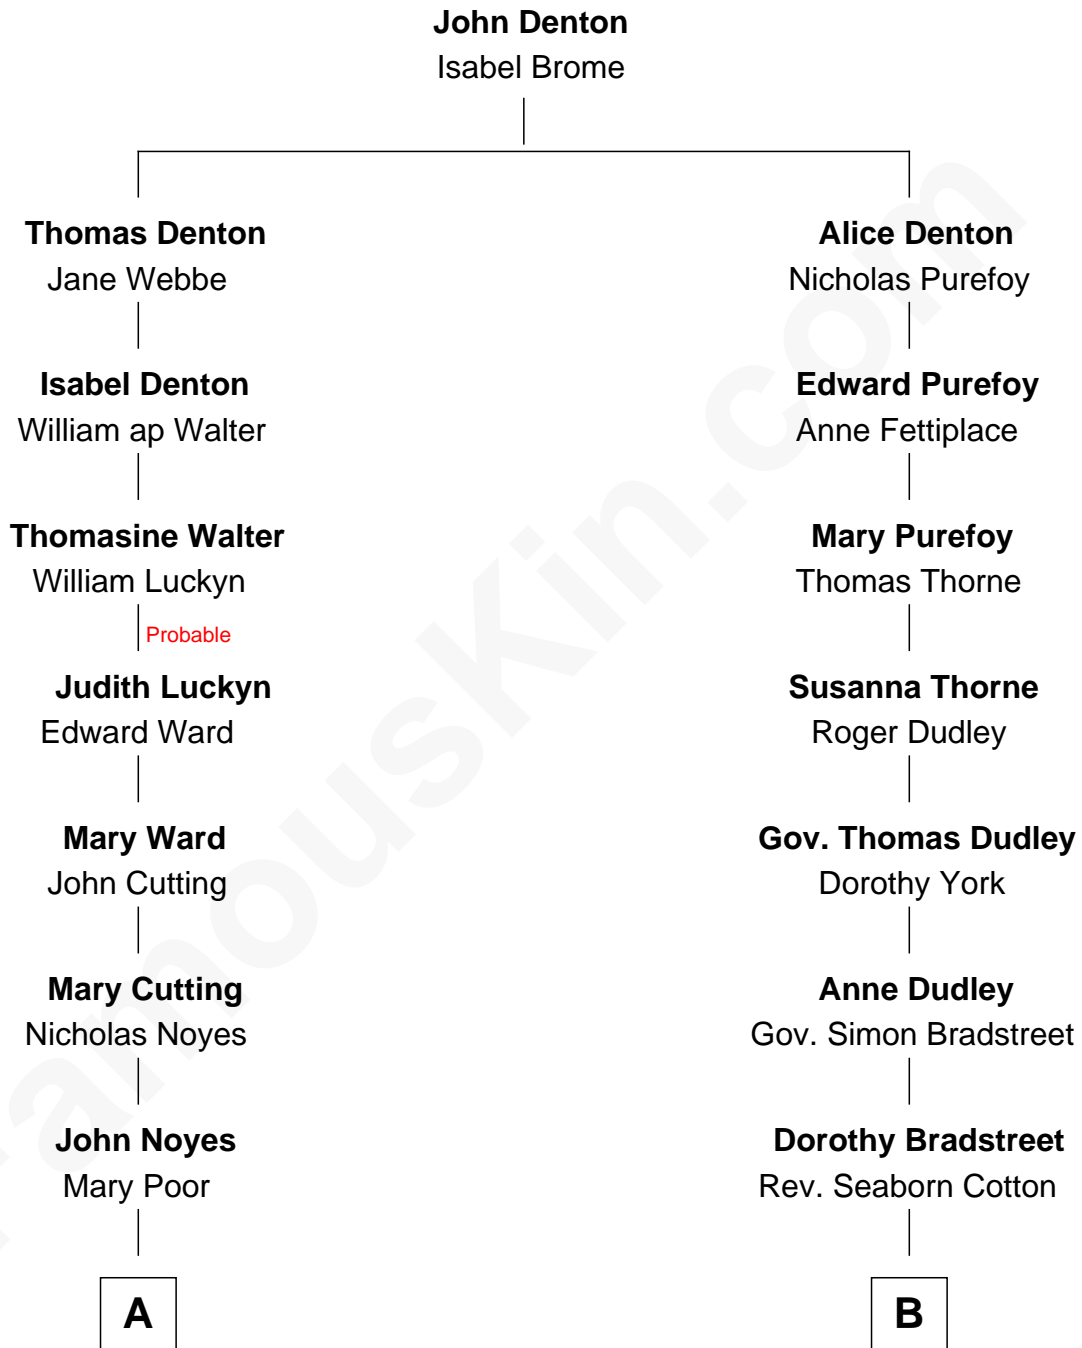 John Denton
Isabel Brome
Thomas Denton
Jane Webbe
Alice Denton
Nicholas Purefoy
Isabel Denton
William ap Walter
Edward Purefoy
Anne Fettiplace
Thomasine Walter
William Luckyn
Mary Purefoy
Thomas Thorne
Probable
Judith Luckyn
Edward Ward
Susanna Thorne
Roger Dudley
Mary Ward
John Cutting
Gov. Thomas Dudley
Dorothy York
Mary Cutting
Nicholas Noyes
Anne Dudley
Gov. Simon Bradstreet
John Noyes
Mary Poor
Dorothy Bradstreet
Rev. Seaborn Cotton
A
B
FamousKin.com